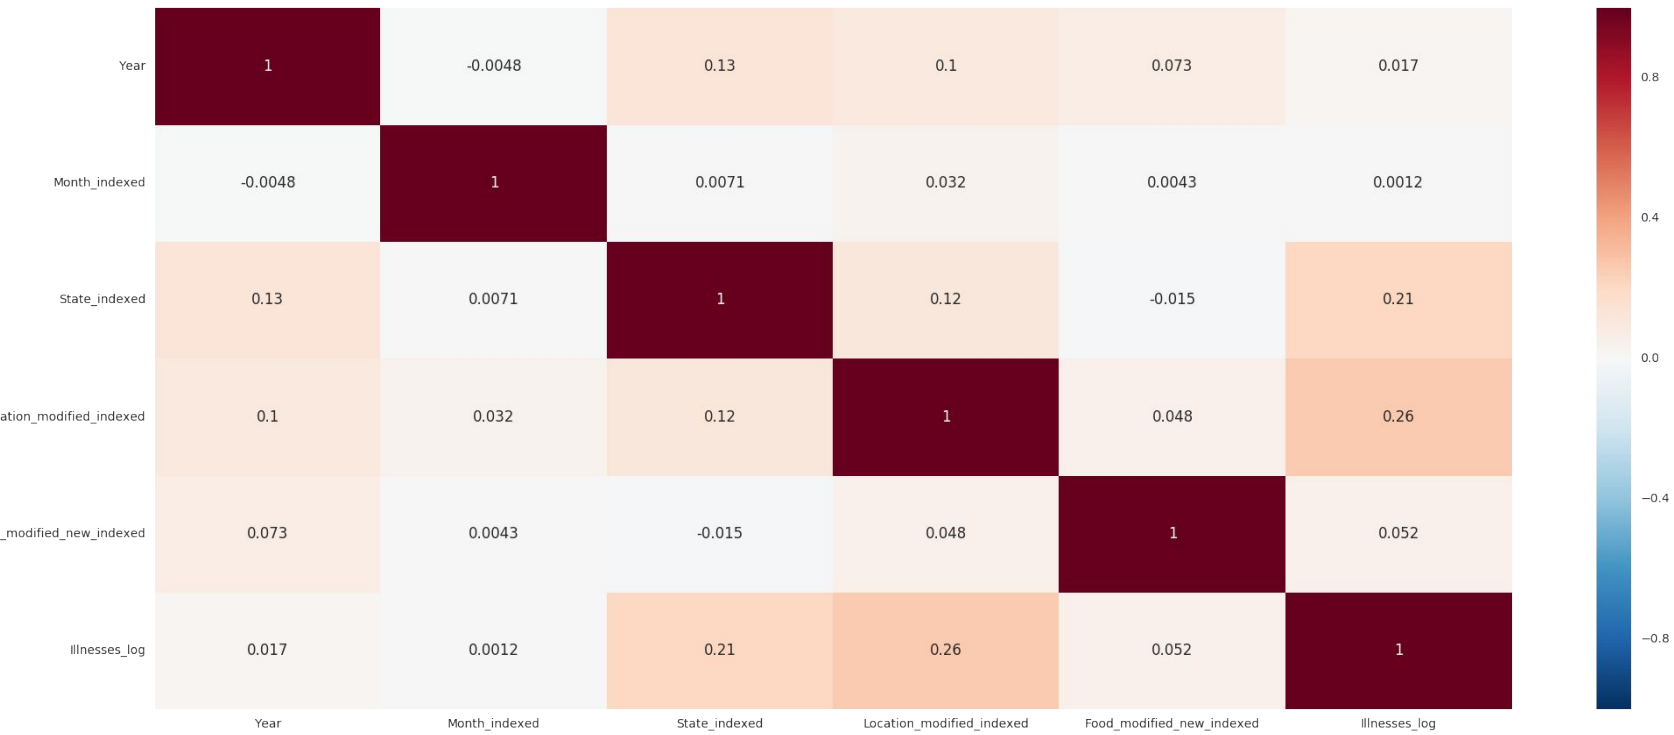 Year 1 -0.0048 0.13 0.1 0.073 0.017
Month_indexed -0.0048 1 0.0071 0.032 0.0043 0.0012
State_indexed 0.13 0.0071 1 0.12 -0.015 0.21
ation_modified_indexed 0.1 0.032 0.12 1 0.048 0.26
_modified_new_indexed 0.073 0.0043 -0.015 0.048 1 0.052
Illnesses_log 0.017 0.0012 0.21 0.26 0.052 1
Year Month_indexed State_indexed Location_modified_indexed Food_modified_new_indexed Illnesses_log
0.8
0.4
0.0
−0.4
−0.8